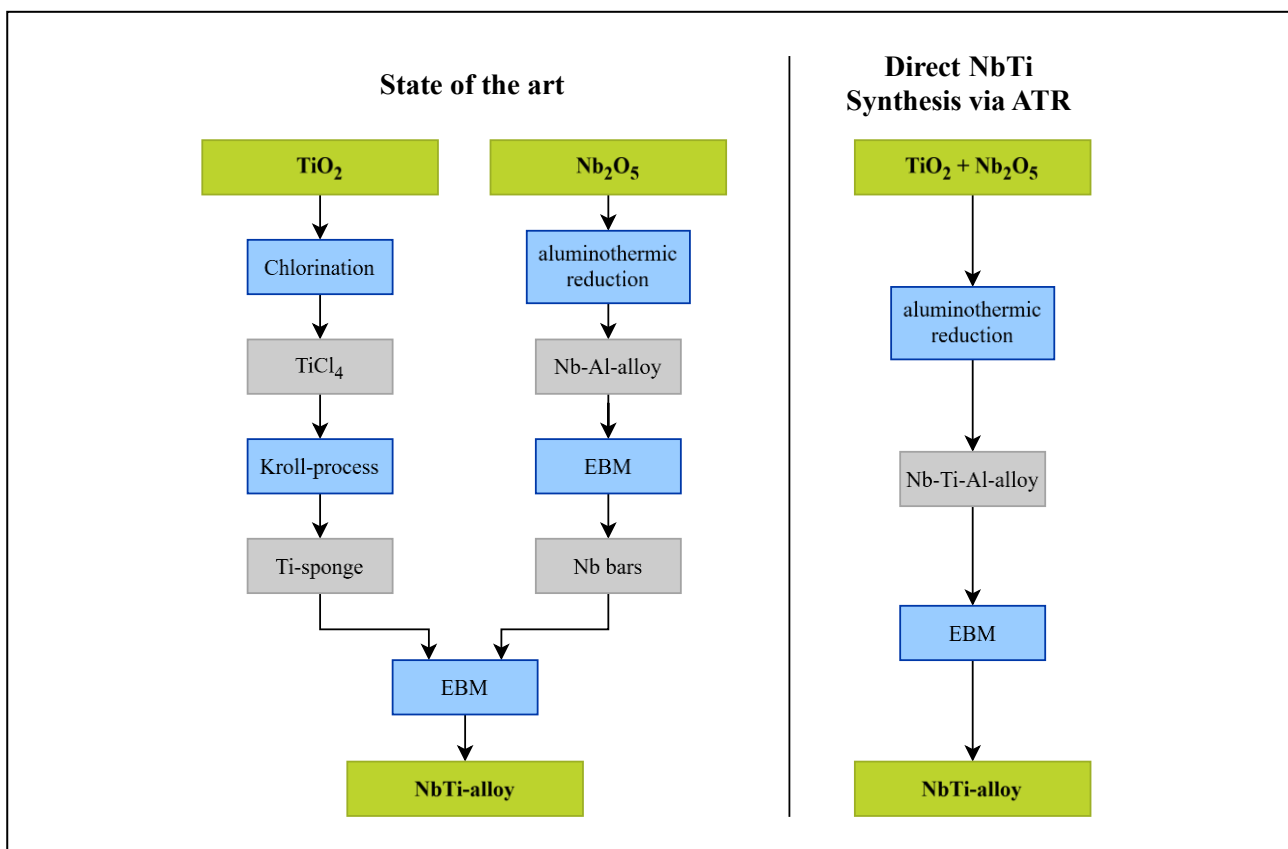 State of the art
TiO2
Nb2O5
Chlorination
aluminothermic
reduction
TiCl4
Nb-Al-alloy
Kroll-process
EBM
Ti-sponge
Nb bars
EBM
NbTi-alloy
Direct NbTi
Synthesis via ATR
TiO2 + Nb2O5
aluminothermic
reduction
Nb-Ti-Al-alloy
EBM
NbTi-alloy